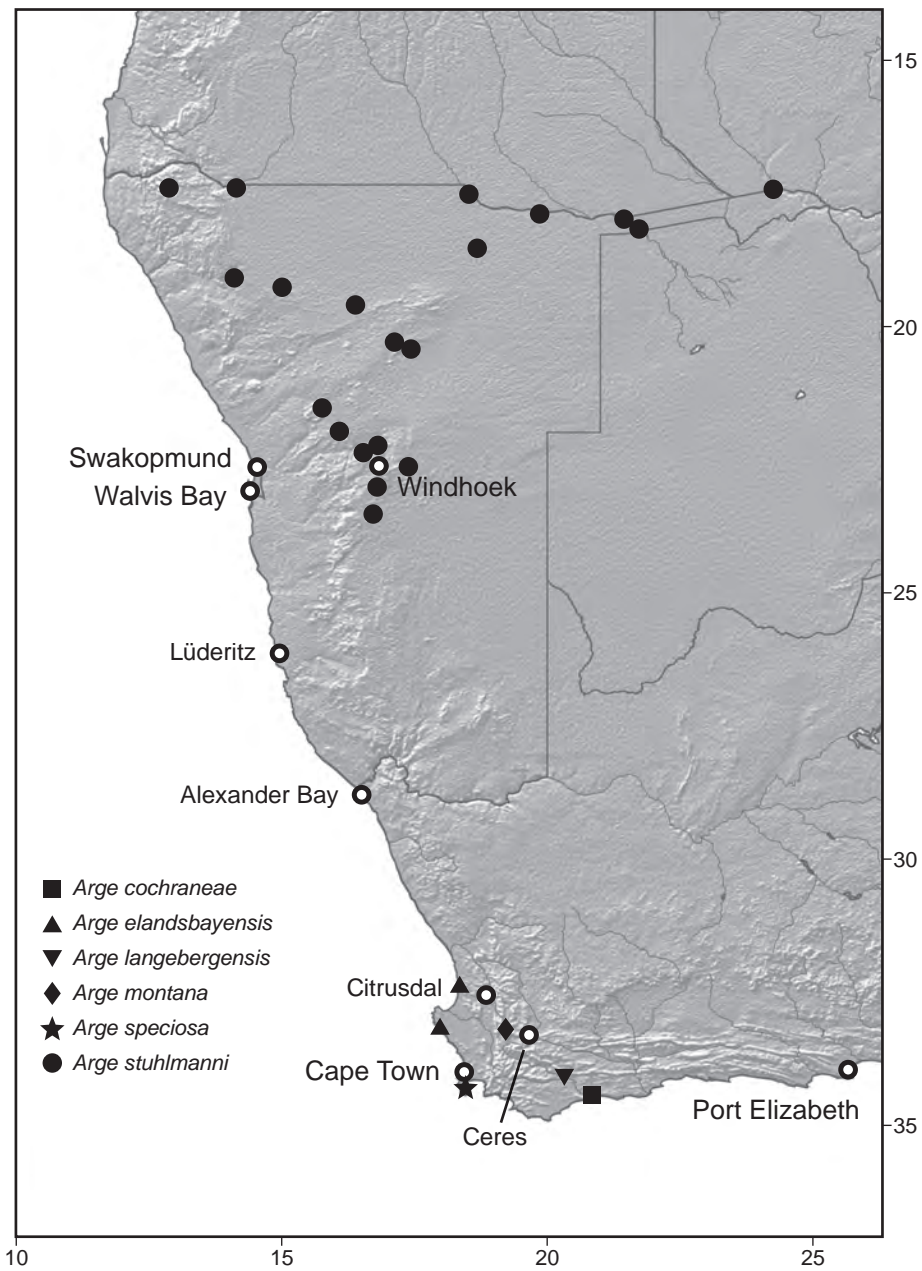 15
20
Swakopmund
Walvis Bay
Windhoek
25
Lüderitz
Alexander Bay
30
Arge cochraneae
Arge elandsbayensis
Arge langebergensis
Arge montana
Arge speciosa
Arge stuhlmanni
Citrusdal
Cape Town
Ceres
Port Elizabeth
35
10
15
20
25